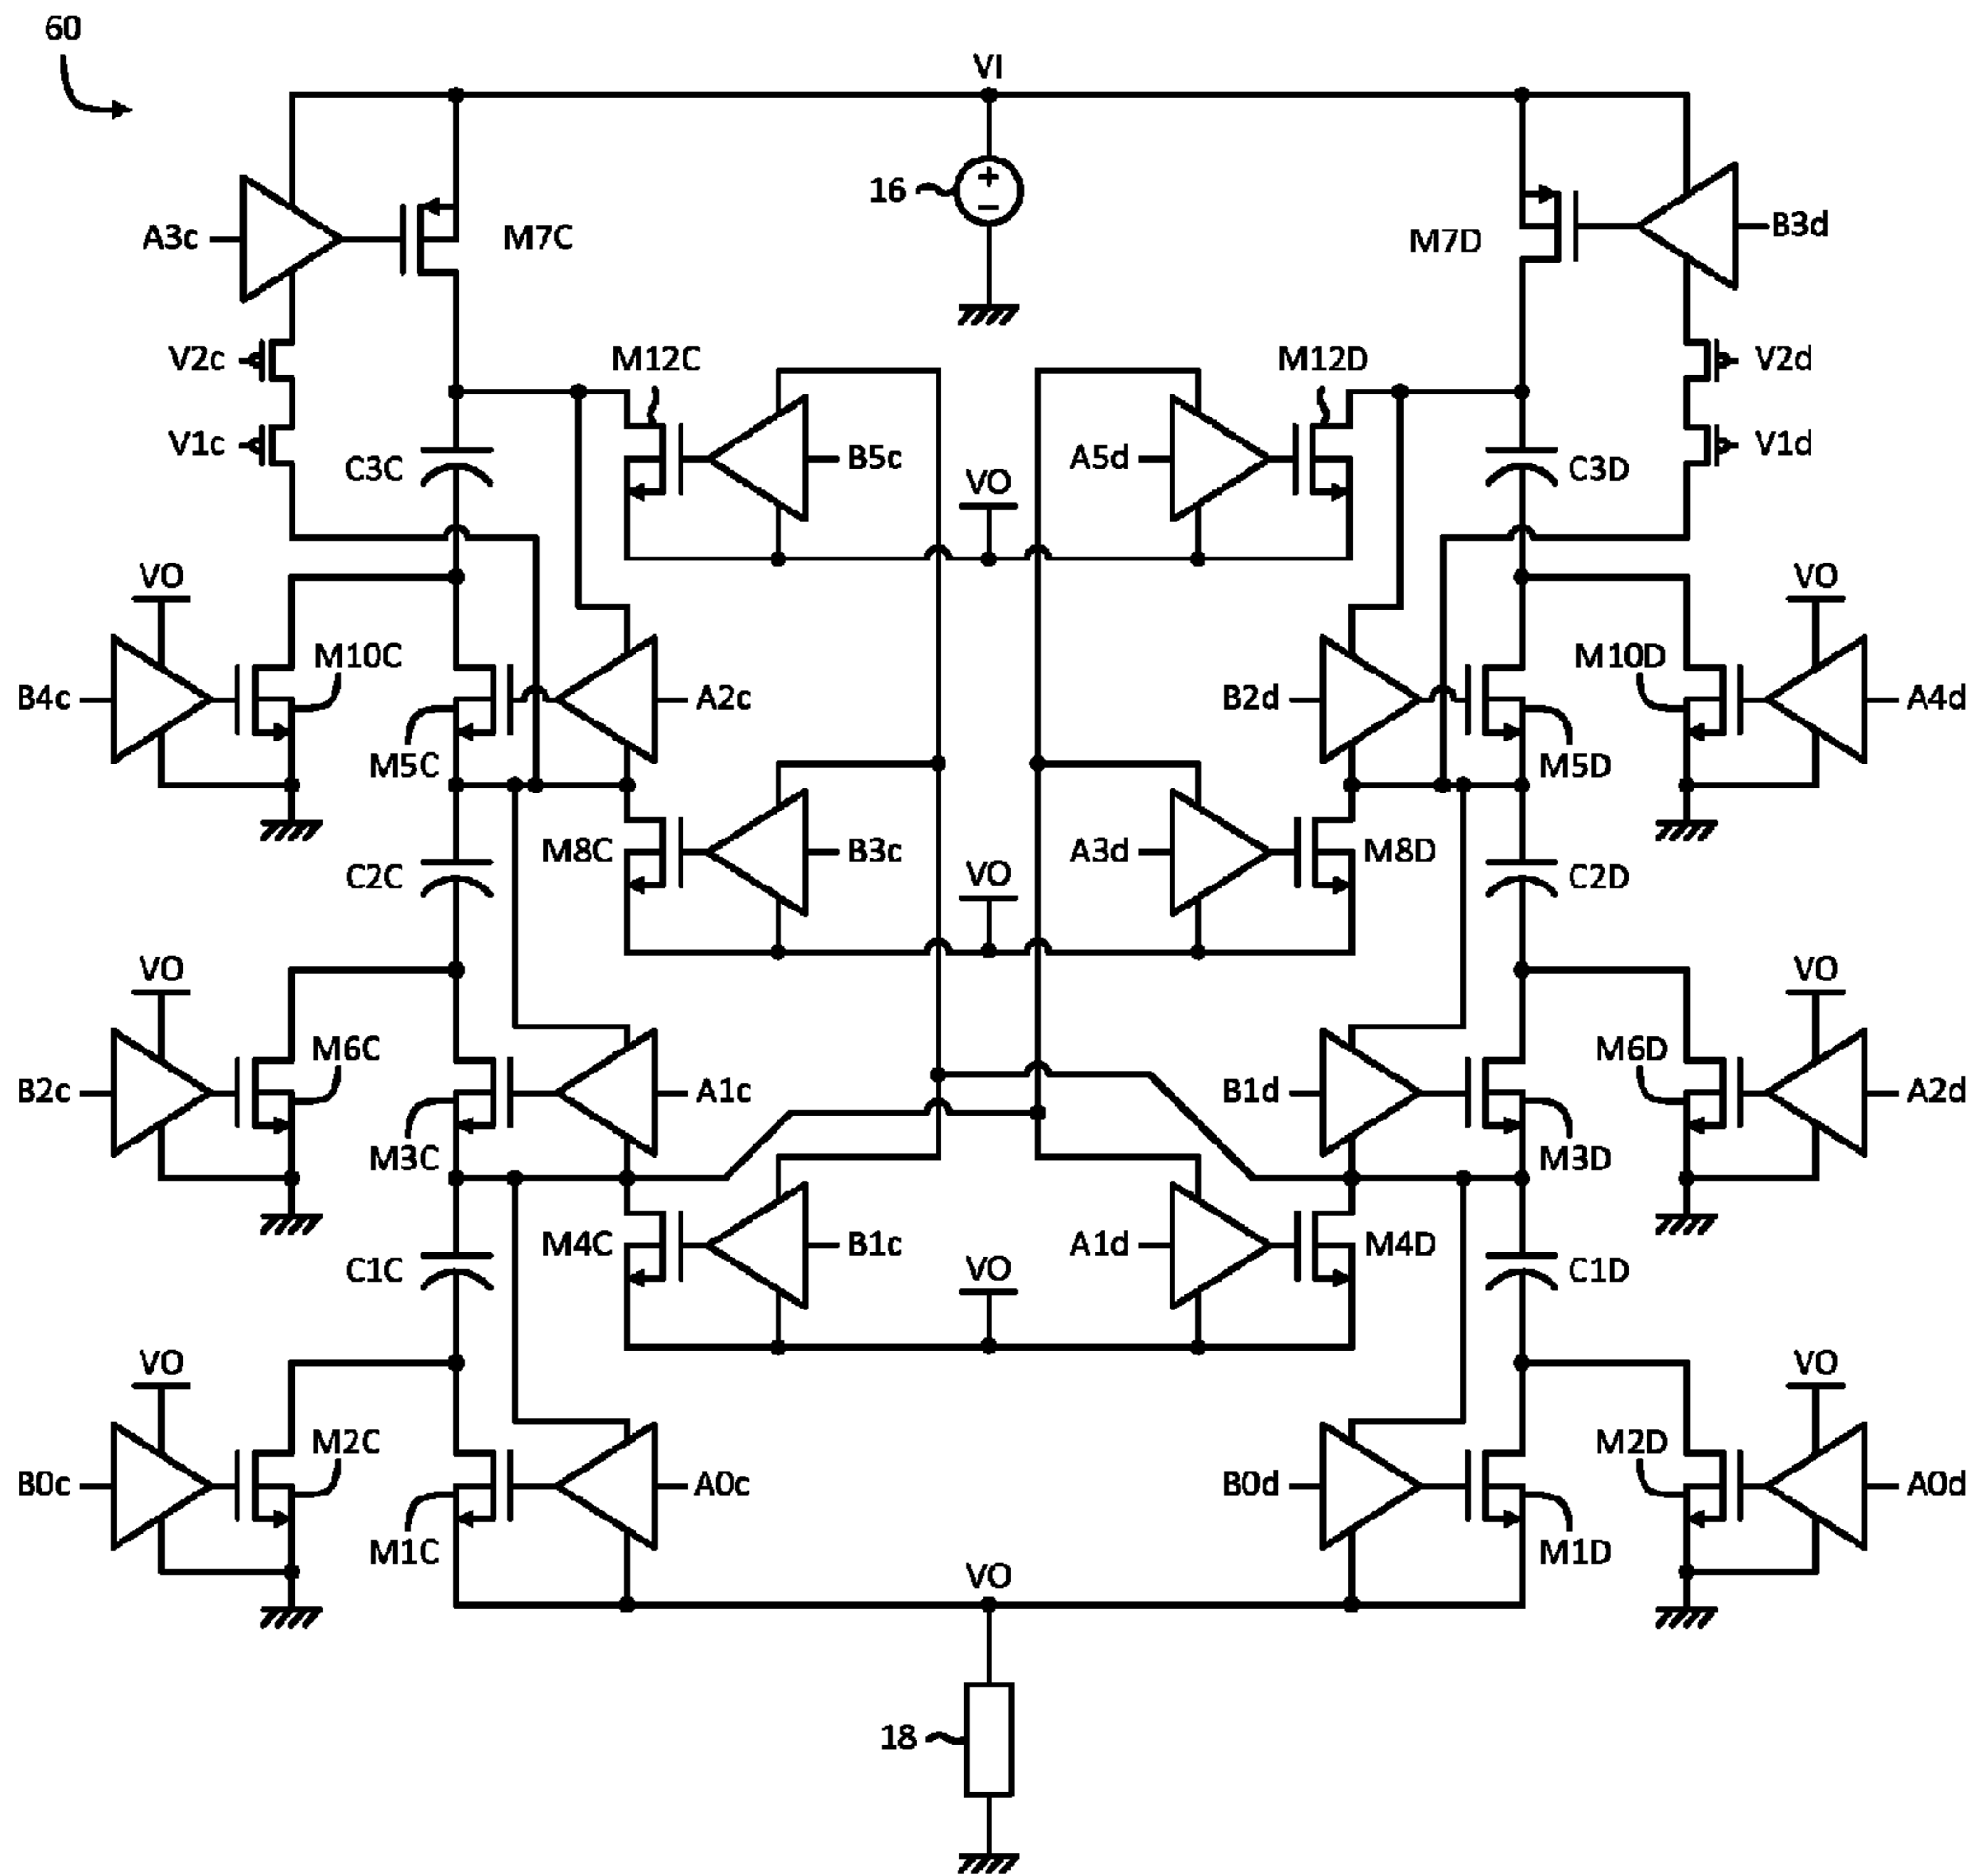 60
VI
16
A3c
M7C
M7D
B3d
V2c
M12C
M12D
V2d
V1c
C3C
B5c
VO
A5d
C3D
V1d
VO
VO
B4c
M10C
M5C
A2c
B2d
M10D
M5D
A4d
C2C
M8C
B3c
VO
A3d
M8D
C2D
VO
VO
B2c
M6C
M3C
A1c
B1d
M6D
M3D
A2d
C1C
M4C
B1c
VO
A1d
M4D
C1D
VO
VO
B0c
M2C
M1C
A0c
B0d
M2D
M1D
A0d
VO
18